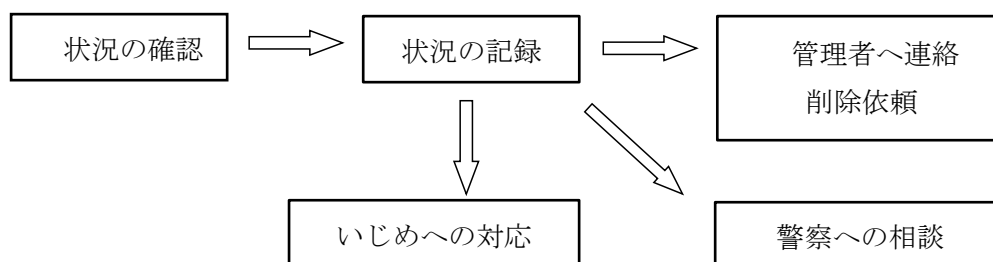 状況の確認
状況の記録
管理者へ連絡
削除依頼
いじめへの対応
警察への相談